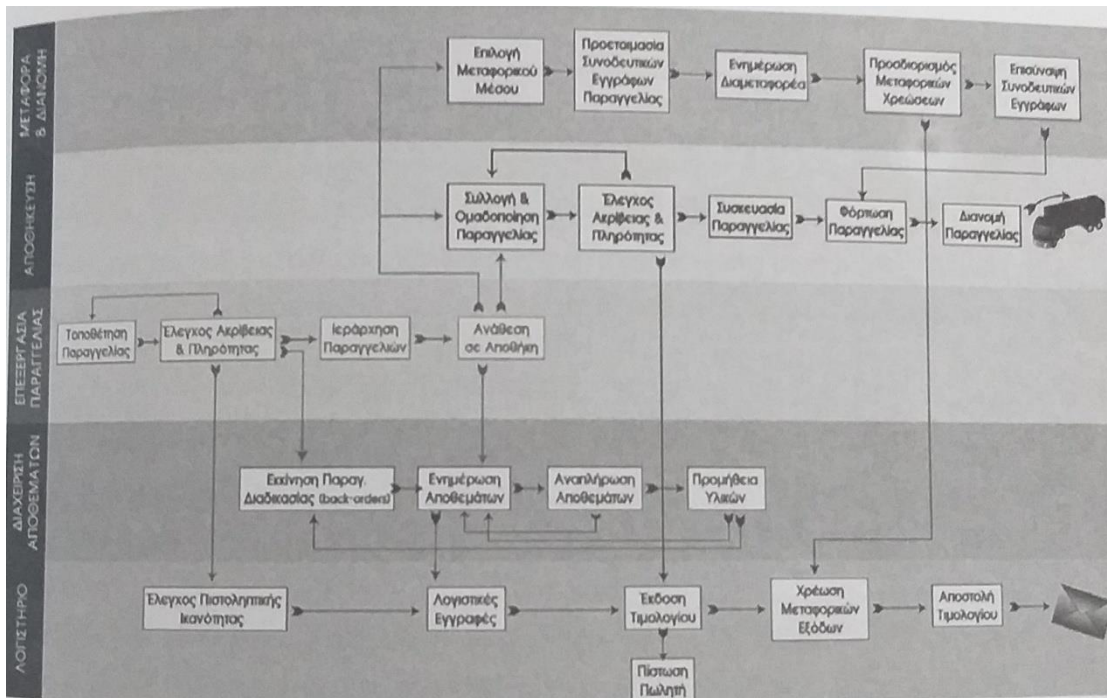 ΜΕΤΑΦΟΡΑ
& ΔΙΑΝΟΜΗ
Επιλογή
Μεταφορικού
Μέσου
Προετοιμασία
Συνοδευτικών
Εγγράφων
Παραγγελίας
Ενημέρωση
Διαμεταφορέα
Προσδιορισμός
Μεταφορικών
Χρεώσεων
Επισύναψη
Συνοδευτικών
Εγγράφων
ΑΠΟΘΗΚΕΥΣΗ
Συλλογή &
Ομαδοποίηση
Παραγγελίας
Έλεγχος
Ακρίβειας &
Πληρότητας
Συσκευασία
Παραγγελίας
Φόρτωση
Παραγγελίας
Διανομή
Παραγγελίας
ΕΠΕΞΕΡΓΑΣΙΑ
ΠΑΡΑΓΓΕΛΙΑΣ
Τοποθέτηση
Παραγγελίας
Έλεγχος Ακρίβειας
& Πληρότητας
Ιεράρχηση
Παραγγελιών
Ανάθεση
σε Αποθήκη
ΔΙΑΧΕΙΡΙΣΗ
ΑΠΟΘΕΜΑΤΩΝ
Εκκίνηση Παραγ.
Διαδικασίας (back-order)
Ενημέρωση
Αποθεμάτων
Αναπλήρωση
Αποθεμάτων
Προμήθεια
Υλικών
ΛΟΓΙΣΤΗΡΙΟ
Έλεγχος Πιστοληπτικής
Ικανότητας
Λογιστικές
Εγγραφές
Έκδοση
Τιμολογίου
Χρέωση
Μεταφορικών
Εξόδων
Αποστολή
Τιμολογίου
Πίστωση
Πωλητή